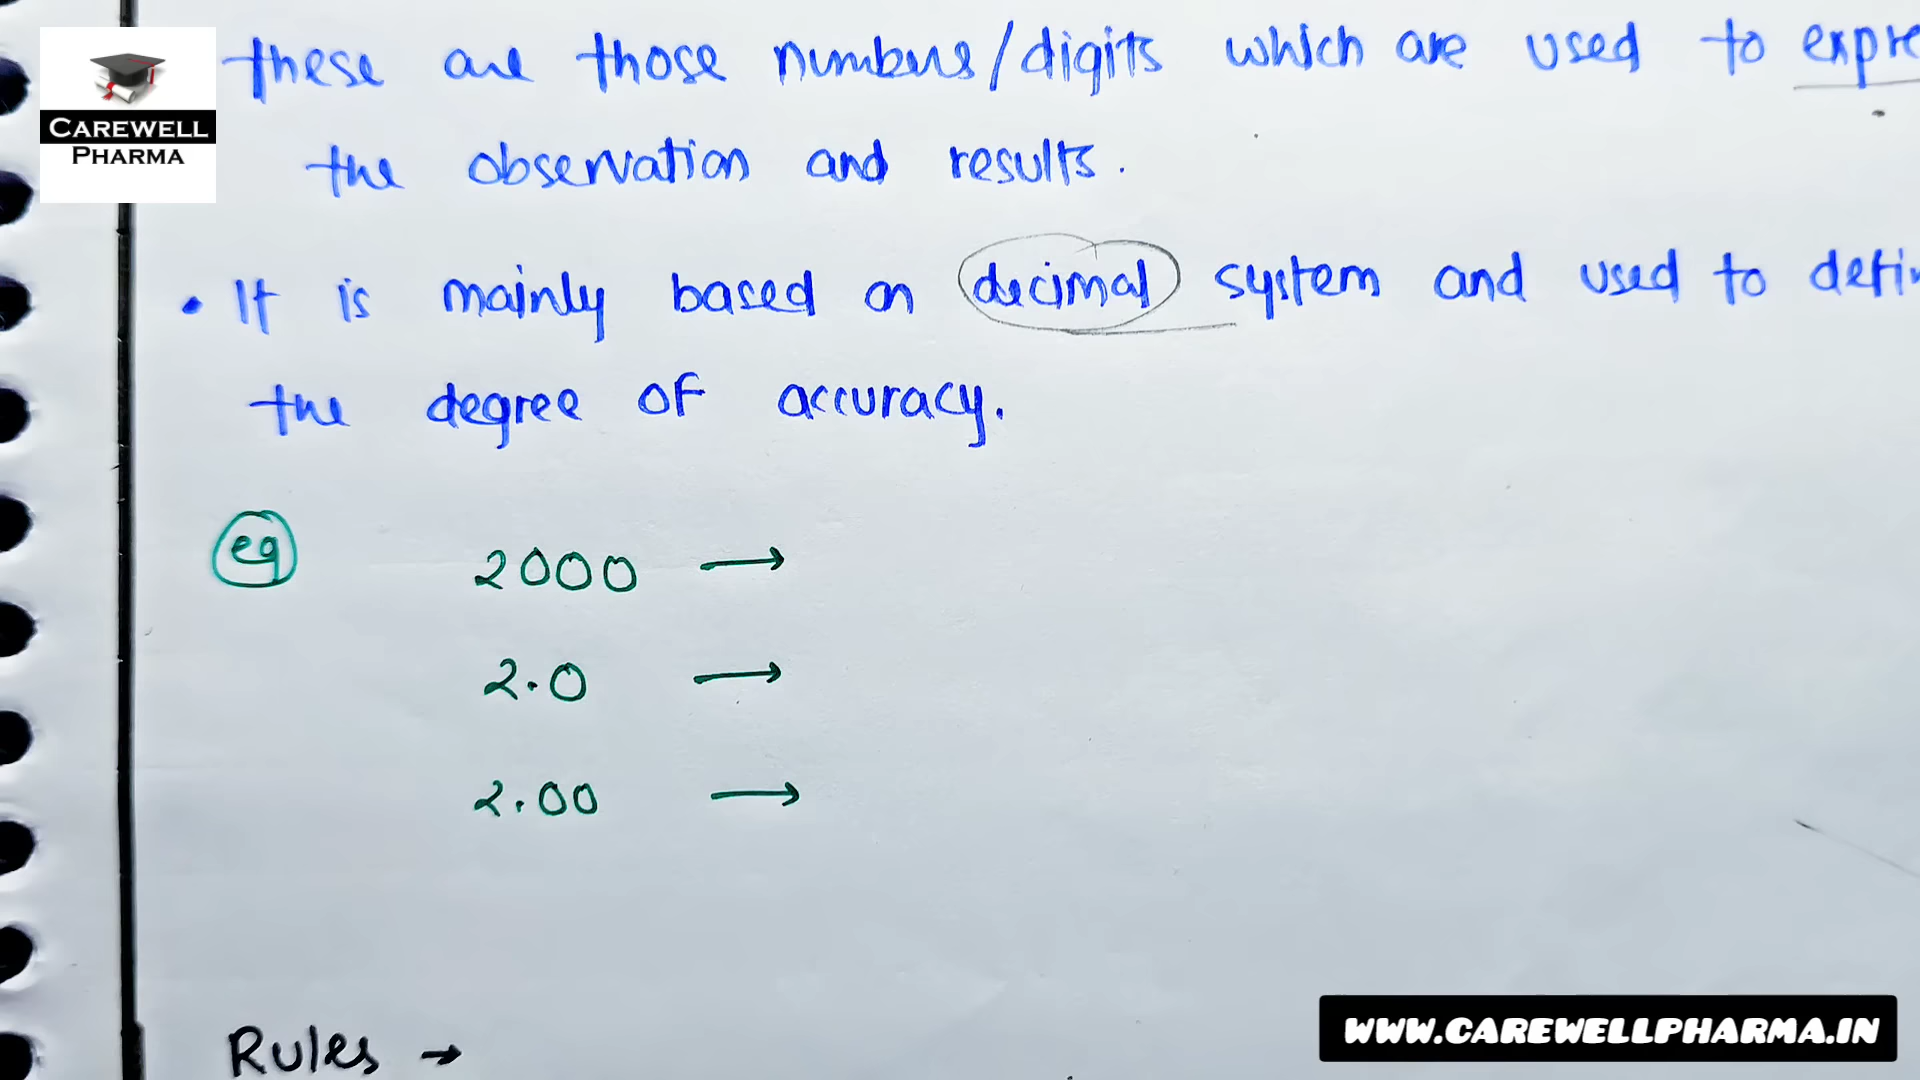 CAREWELL
PHARMA
these are those numbers/digits which are used to expre
the observation and results.
• It is mainly based on decimal system and used to defin
the degree of accuracy.
eg
2000 →
2.0 →
2.00 →
Rules →
WWW.CAREWELLPHARMA.IN